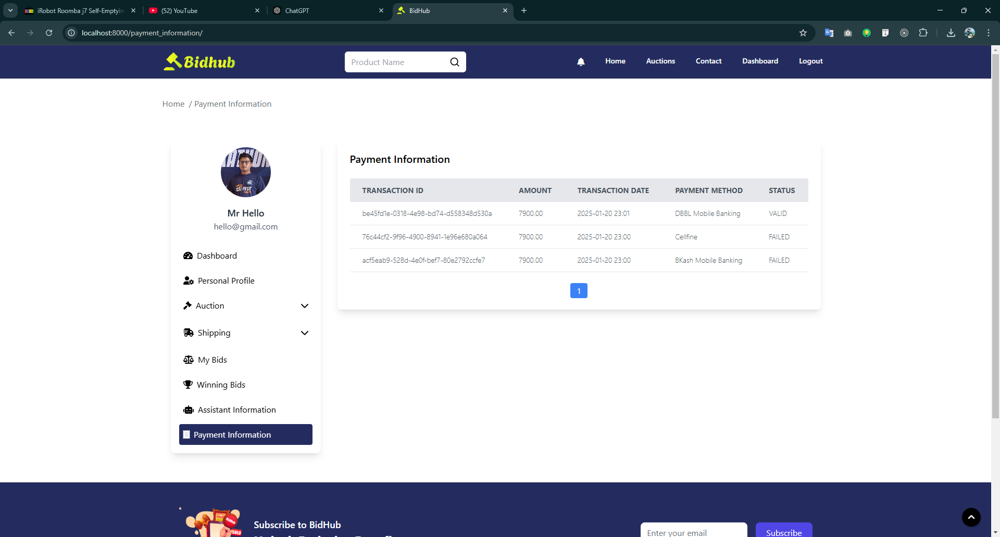 iRobot Roomba j7 Self-Emptyin
(52) YouTube
ChatGPT
BidHub
localhost:8000/payment_information/
Bidhub
Product Name
Home
Auctions
Contact
Dashboard
Logout
Home / Payment Information
Mr Hello
hello@gmail.com
Dashboard
Personal Profile
Auction
Shipping
My Bids
Winning Bids
Assistant Information
Payment Information
Payment Information
TRANSACTION ID AMOUNT TRANSACTION DATE PAYMENT METHOD STATUS
be45fd1e-0318-4e98-bd74-d558348d530a 7900.00 2025-01-20 23:01 DBBL Mobile Banking VALID
76c44cf2-9f96-4900-8941-1e96e680a064 7900.00 2025-01-20 23:00 Cellfine FAILED
acf5eab9-528d-4e0f-bef7-80e2792ccfe7 7900.00 2025-01-20 23:00 BKash Mobile Banking FAILED
1
Subscribe to BidHub
Enter your email
Subscribe